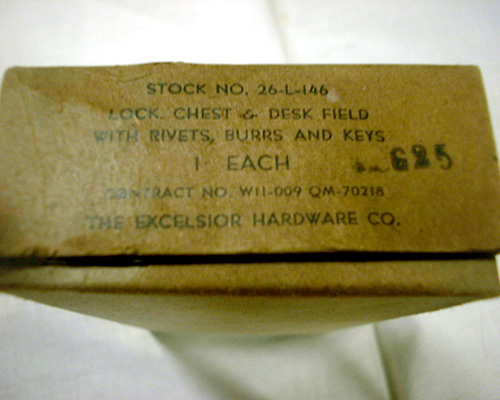 STOCK NO. 26-L-146
LOCK, CHEST & DESK FIELD
WITH RIVETS, BURRS AND KEYS
1 EACH
G25
CONTRACT NO. W11-009 QM-70218
THE EXCELSIOR HARDWARE CO.